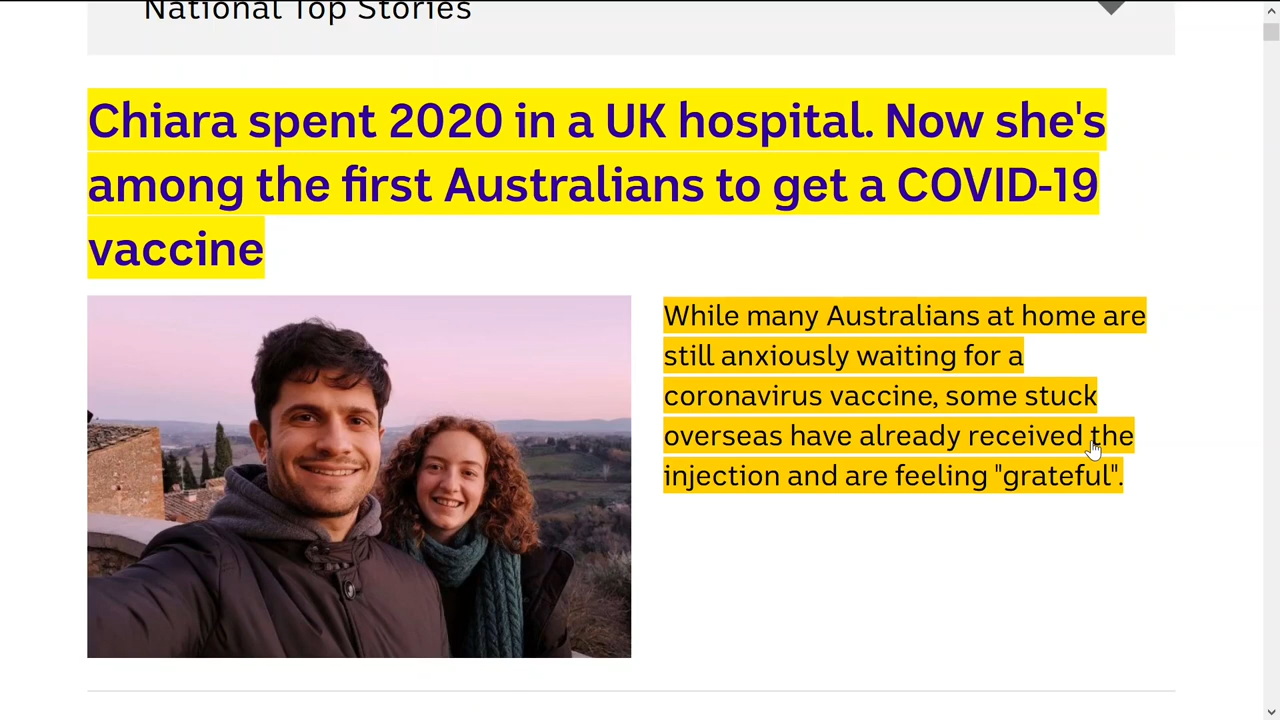 National Top Stories
Chiara spent 2020 in a UK hospital. Now she's
among the first Australians to get a COVID-19
vaccine
While many Australians at home are
still anxiously waiting for a
coronavirus vaccine, some stuck
overseas have already received the
injection and are feeling "grateful".